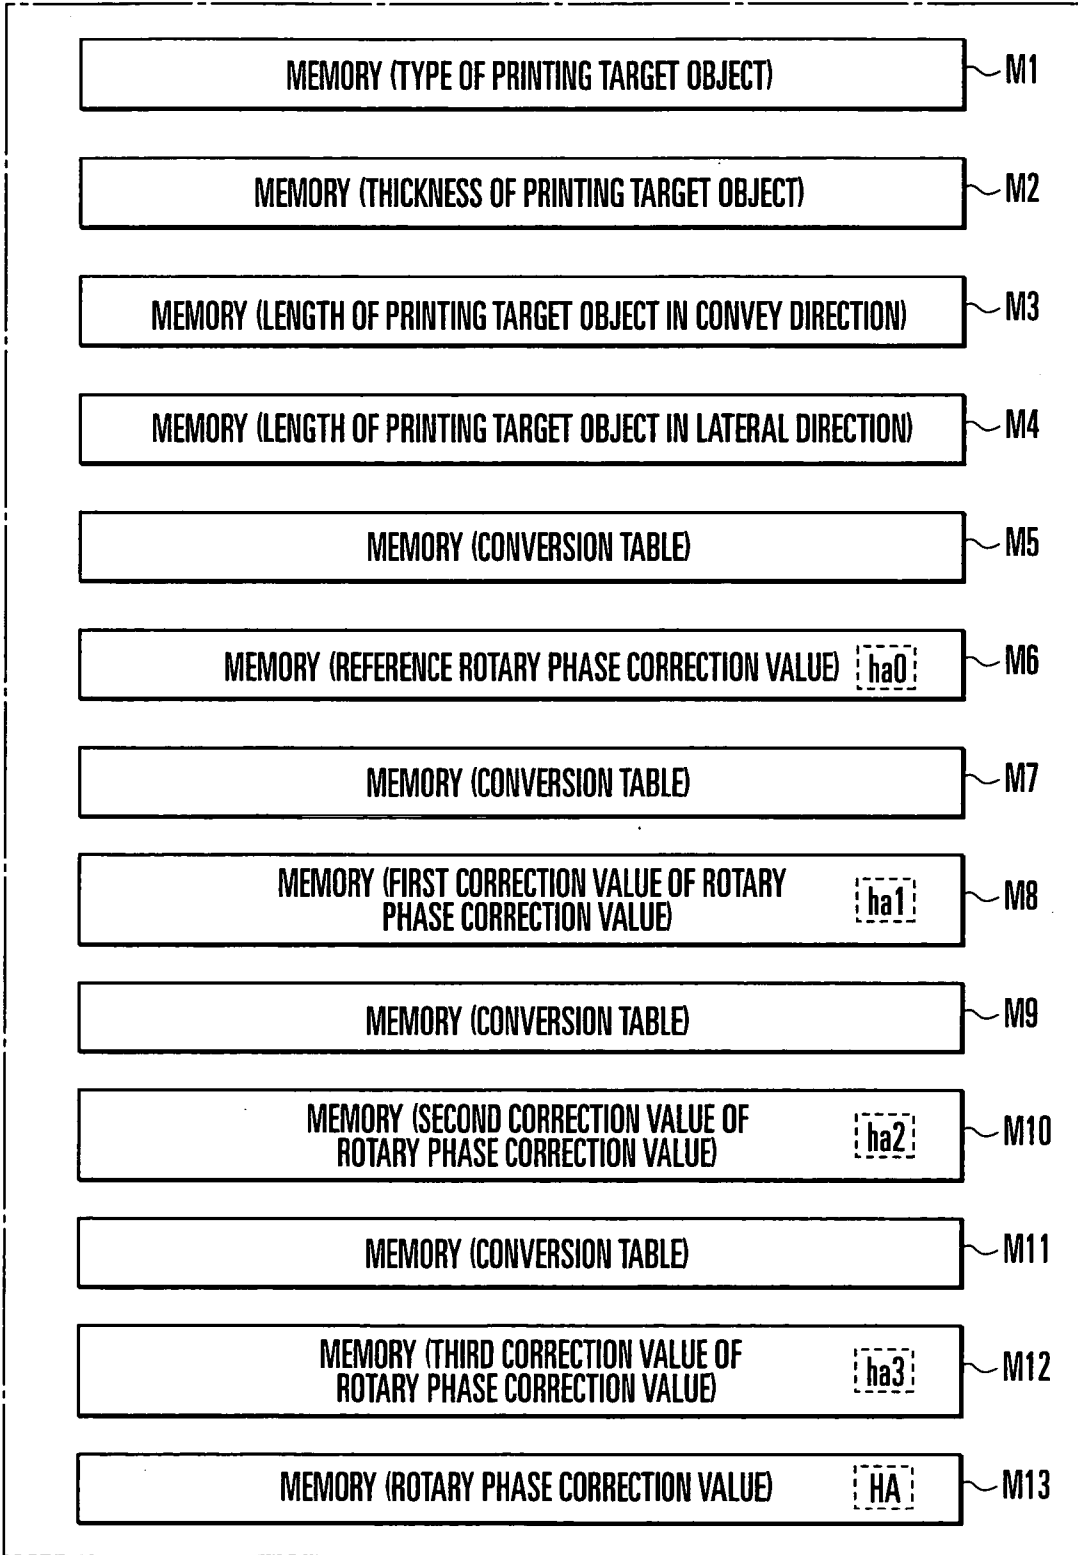 MEMORY (TYPE OF PRINTING TARGET OBJECT) M1
MEMORY (THICKNESS OF PRINTING TARGET OBJECT) M2
MEMORY (LENGTH OF PRINTING TARGET OBJECT IN CONVEY DIRECTION) M3
MEMORY (LENGTH OF PRINTING TARGET OBJECT IN LATERAL DIRECTION) M4
MEMORY (CONVERSION TABLE) M5
MEMORY (REFERENCE ROTARY PHASE CORRECTION VALUE) ha0 M6
MEMORY (CONVERSION TABLE) M7
MEMORY (FIRST CORRECTION VALUE OF ROTARY
PHASE CORRECTION VALUE) ha1 M8
MEMORY (CONVERSION TABLE) M9
MEMORY (SECOND CORRECTION VALUE OF
ROTARY PHASE CORRECTION VALUE) ha2 M10
MEMORY (CONVERSION TABLE) M11
MEMORY (THIRD CORRECTION VALUE OF
ROTARY PHASE CORRECTION VALUE) ha3 M12
MEMORY (ROTARY PHASE CORRECTION VALUE) HA M13